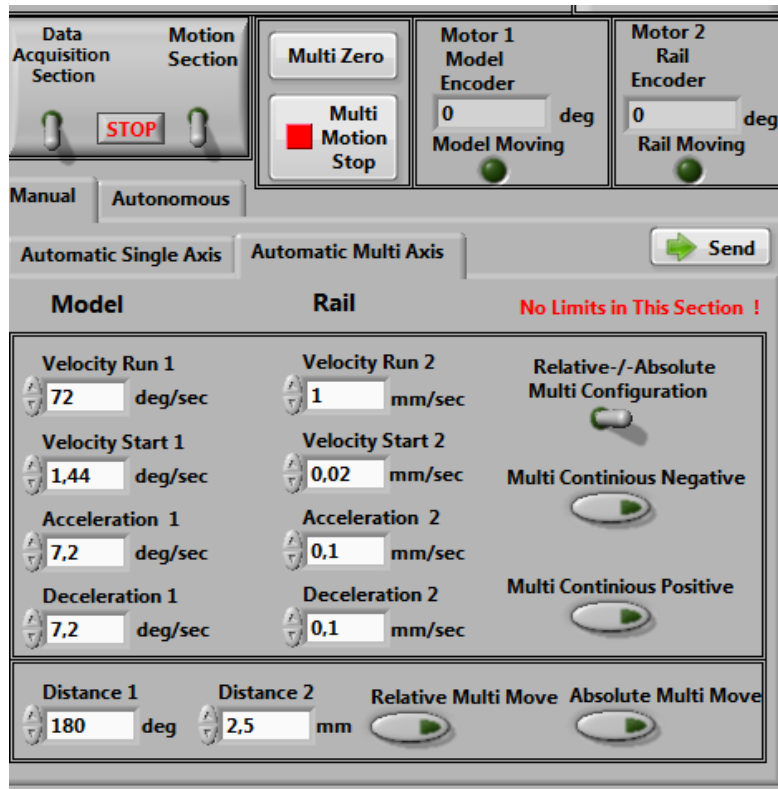 Data
Acquisition
Section
Motion
Section
STOP
Multi Zero
Multi
Motion
Stop
Motor 1
Model
Encoder
0 deg
Model Moving
Motor 2
Rail
Encoder
0 deg
Rail Moving
Manual
Autonomous
Automatic Single Axis
Automatic Multi Axis
Send
Model
Rail
No Limits in This Section !
Velocity Run 1
72 deg/sec
Velocity Run 2
1 mm/sec
Relative-/-Absolute
Multi Configuration
Velocity Start 1
1,44 deg/sec
Velocity Start 2
0,02 mm/sec
Multi Continious Negative
Acceleration 1
7,2 deg/sec
Acceleration 2
0,1 mm/sec
Deceleration 1
7,2 deg/sec
Deceleration 2
0,1 mm/sec
Multi Continious Positive
Distance 1
180 deg
Distance 2
2,5 mm
Relative Multi Move
Absolute Multi Move